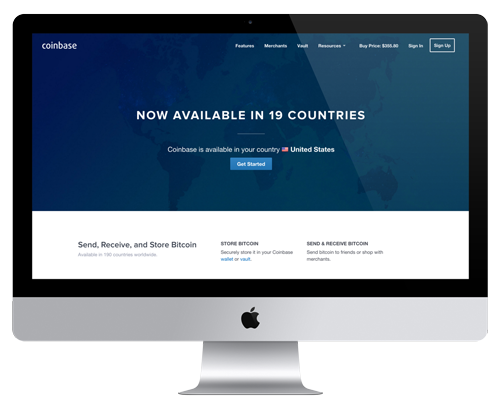 coinbase
Features Merchants Vault Resources Buy Price: $355.80 Sign In Sign Up
NOW AVAILABLE IN 19 COUNTRIES
Coinbase is available in your country United States
Get Started
Send, Receive, and Store Bitcoin
Available in 190 countries worldwide.
STORE BITCOIN
Securely store it in your Coinbase
wallet or vault.
SEND & RECEIVE BITCOIN
Send bitcoin to friends or shop with
merchants.